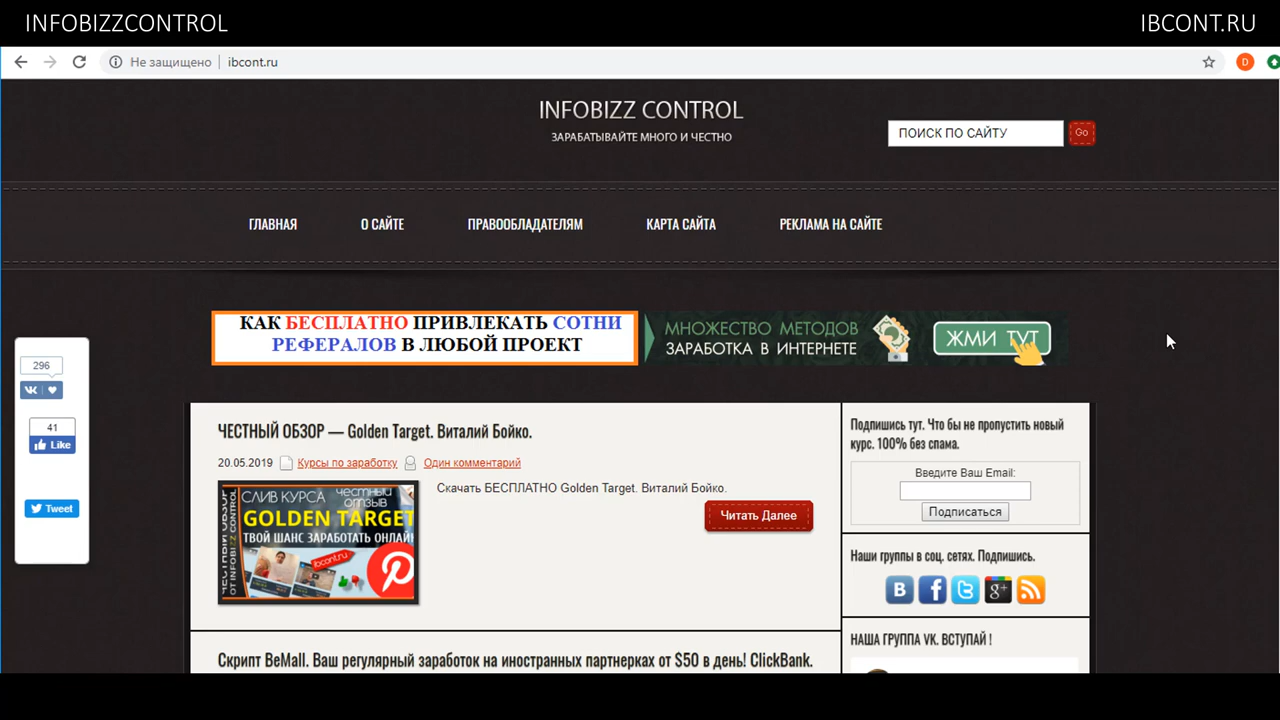 INFOBIZZCONTROL
IBCONT.RU
Не защищено
ibcont.ru
D
INFOBIZZ CONTROL
ЗАРАБАТЫВАЙТЕ МНОГО И ЧЕСТНО
ПОИСК ПО САЙТУ
Go
ГЛАВНАЯ
О САЙТЕ
ПРАВООБЛАДАТЕЛЯМ
КАРТА САЙТА
РЕКЛАМА НА САЙТЕ
КАК БЕСПЛАТНО ПРИВЛЕКАТЬ СОТНИ
РЕФЕРАЛОВ В ЛЮБОЙ ПРОЕКТ
МНОЖЕСТВО МЕТОДОВ
ЗАРАБОТКА В ИНТЕРНЕТЕ
ЖМИ ТУТ
296
41
Like
Tweet
ЧЕСТНЫЙ ОБЗОР — Golden Target. Виталий Бойко.
20.05.2019
Курсы по заработку
Один комментарий
СЛИВ КУРСА
честный
отзыв
GOLDEN TARGET
ТВОЙ ШАНС ЗАРАБОТАТЬ ОНЛАЙН
ibcont.ru
ЧЕСТНЫЙ ОБЗОР
ОТ INFOBIZZ CONTROL
Скачать БЕСПЛАТНО Golden Target. Виталий Бойко.
Читать Далее
Скрипт BeMall. Ваш регулярный заработок на иностранных партнерках от $50 в день! ClickBank.
Подпишись тут. Что бы не пропустить новый
курс. 100% без спама.
Введите Ваш Email:
Подписаться
Наши группы в соц. сетях. Подпишись.
НАША ГРУППА VK. ВСТУПАЙ !